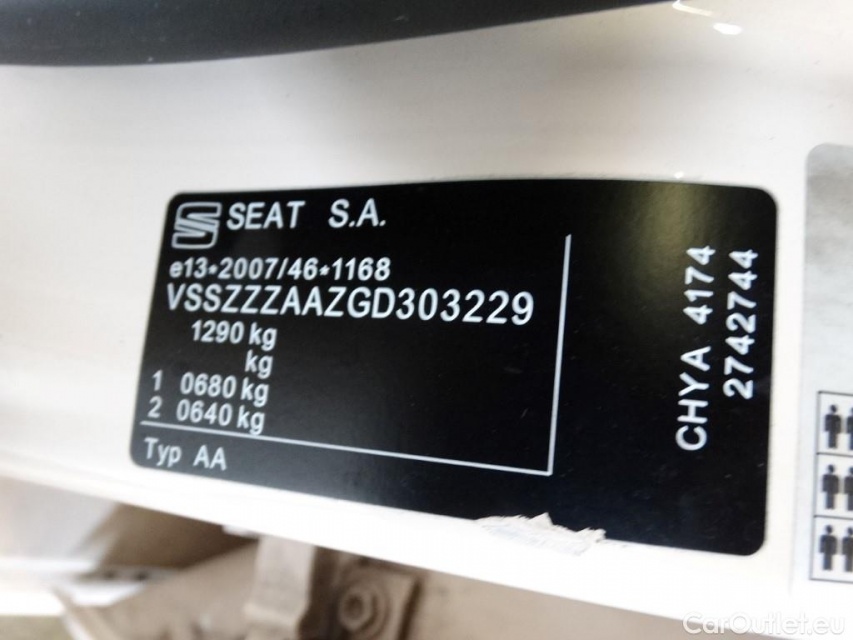 SEAT S.A.
e13*2007/46*1168
VSSZZZAAZGD303229
1290 kg
kg
1 0680 kg
2 0640 kg
Typ AA
CHYA 4174
2742744
CarOutlet.eu